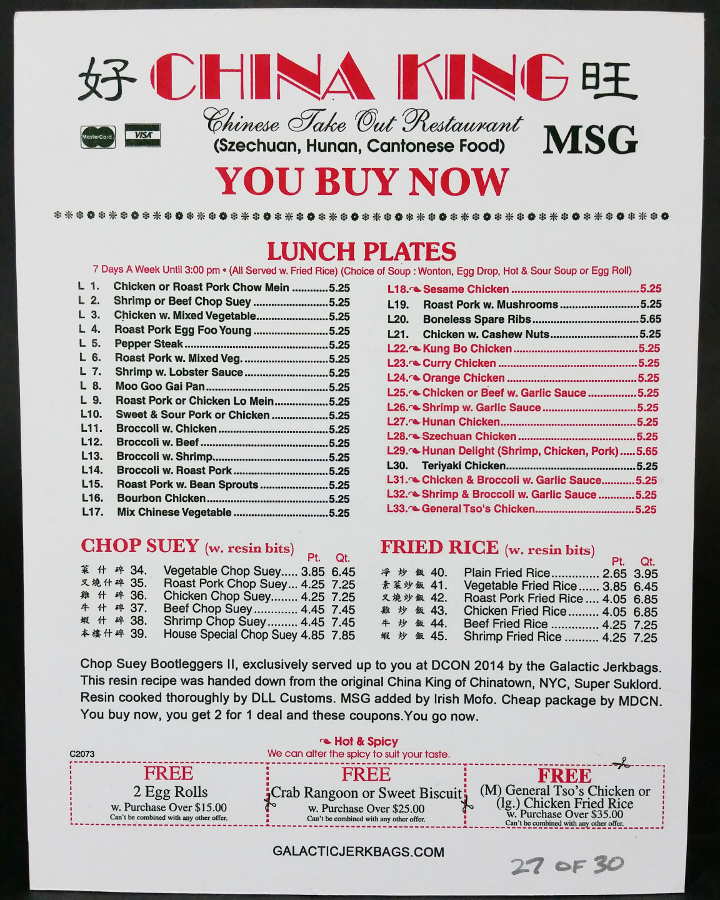 好 CHINA KING 旺
MasterCard VISA
Chinese Take Out Restaurant
(Szechuan, Hunan, Cantonese Food)
MSG
YOU BUY NOW
LUNCH PLATES
7 Days A Week Until 3:00 pm • (All Served w. Fried Rice) (Choice of Soup : Wonton, Egg Drop, Hot & Sour Soup or Egg Roll)
L 1. Chicken or Roast Pork Chow Mein ............5.25
L 2. Shrimp or Beef Chop Suey ............5.25
L 3. Chicken w. Mixed Vegetable............5.25
L 4. Roast Pork Egg Foo Young ............5.25
L 5. Pepper Steak ............5.25
L 6. Roast Pork w. Mixed Veg. ............5.25
L 7. Shrimp w. Lobster Sauce ............5.25
L 8. Moo Goo Gai Pan ............5.25
L 9. Roast Pork or Chicken Lo Mein............5.25
L10. Sweet & Sour Pork or Chicken ............5.25
L11. Broccoli w. Chicken ............5.25
L12. Broccoli w. Beef ............5.25
L13. Broccoli w. Shrimp............5.25
L14. Broccoli w. Roast Pork ............5.25
L15. Roast Pork w. Bean Sprouts ............5.25
L16. Bourbon Chicken............5.25
L17. Mix Chinese Vegetable ............5.25
L18. Sesame Chicken ............5.25
L19. Roast Pork w. Mushrooms ............5.25
L20. Boneless Spare Ribs ............5.65
L21. Chicken w. Cashew Nuts............5.25
L22. Kung Bo Chicken ............5.25
L23. Curry Chicken ............5.25
L24. Orange Chicken ............5.25
L25. Chicken or Beef w. Garlic Sauce ............5.25
L26. Shrimp w. Garlic Sauce ............5.25
L27. Hunan Chicken............5.25
L28. Szechuan Chicken ............5.25
L29. Hunan Delight (Shrimp, Chicken, Pork) .....5.65
L30. Teriyaki Chicken............5.25
L31. Chicken & Broccoli w. Garlic Sauce............5.25
L32. Shrimp & Broccoli w. Garlic Sauce ............5.25
L33. General Tso's Chicken............5.25
CHOP SUEY (w. resin bits)
Pt. Qt.
菜什碎 34. Vegetable Chop Suey..... 3.85 6.45
叉燒什碎 35. Roast Pork Chop Suey... 4.25 7.25
雞什碎 36. Chicken Chop Suey........ 4.25 7.25
牛什碎 37. Beef Chop Suey ............ 4.45 7.45
蝦什碎 38. Shrimp Chop Suey......... 4.45 7.45
本樓什碎 39. House Special Chop Suey 4.85 7.85
FRIED RICE (w. resin bits)
Pt. Qt.
淨炒飯 40. Plain Fried Rice.............. 2.65 3.95
素菜炒飯 41. Vegetable Fried Rice...... 3.85 6.45
叉燒炒飯 42. Roast Pork Fried Rice .... 4.05 6.85
雞炒飯 43. Chicken Fried Rice ........ 4.05 6.85
牛炒飯 44. Beef Fried Rice .............. 4.25 7.25
蝦炒飯 45. Shrimp Fried Rice .......... 4.25 7.25
Chop Suey Bootleggers II, exclusively served up to you at DCON 2014 by the Galactic Jerkbags.
This resin recipe was handed down from the original China King of Chinatown, NYC, Super Suklord.
Resin cooked thoroughly by DLL Customs. MSG added by Irish Mofo. Cheap package by MDCN.
You buy now, you get 2 for 1 deal and these coupons.You go now.
Hot & Spicy
We can alter the spicy to suit your taste.
C2073
FREE
2 Egg Rolls
w. Purchase Over $15.00
Can't be combined with any other offer.
FREE
Crab Rangoon or Sweet Biscuit
w. Purchase Over $25.00
Can't be combined with any other offer.
FREE
(M) General Tso's Chicken or
(lg.) Chicken Fried Rice
w. Purchase Over $35.00
Can't be combined with any other offer.
GALACTICJERKBAGS.COM
27 OF 30